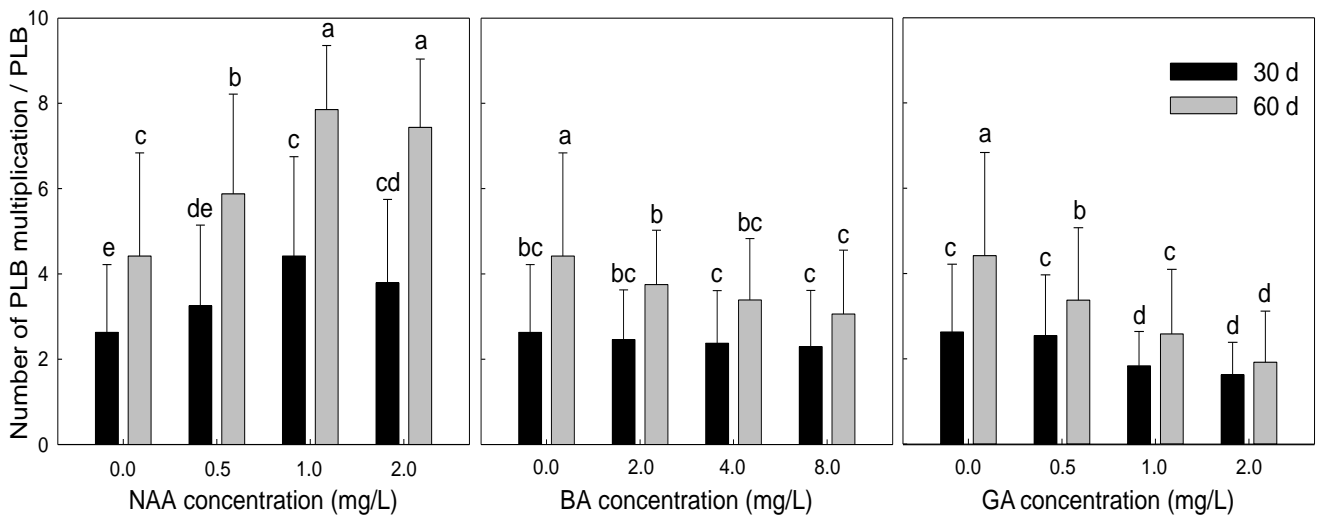 Number of PLB multiplication / PLB
10
8
6
4
2
0
e c de b c a cd a
0.0 0.5 1.0 2.0
NAA concentration (mg/L)
bc a bc b c bc c c
0.0 2.0 4.0 8.0
BA concentration (mg/L)
c a c b d c d d
0.0 0.5 1.0 2.0
GA concentration (mg/L)
30 d
60 d